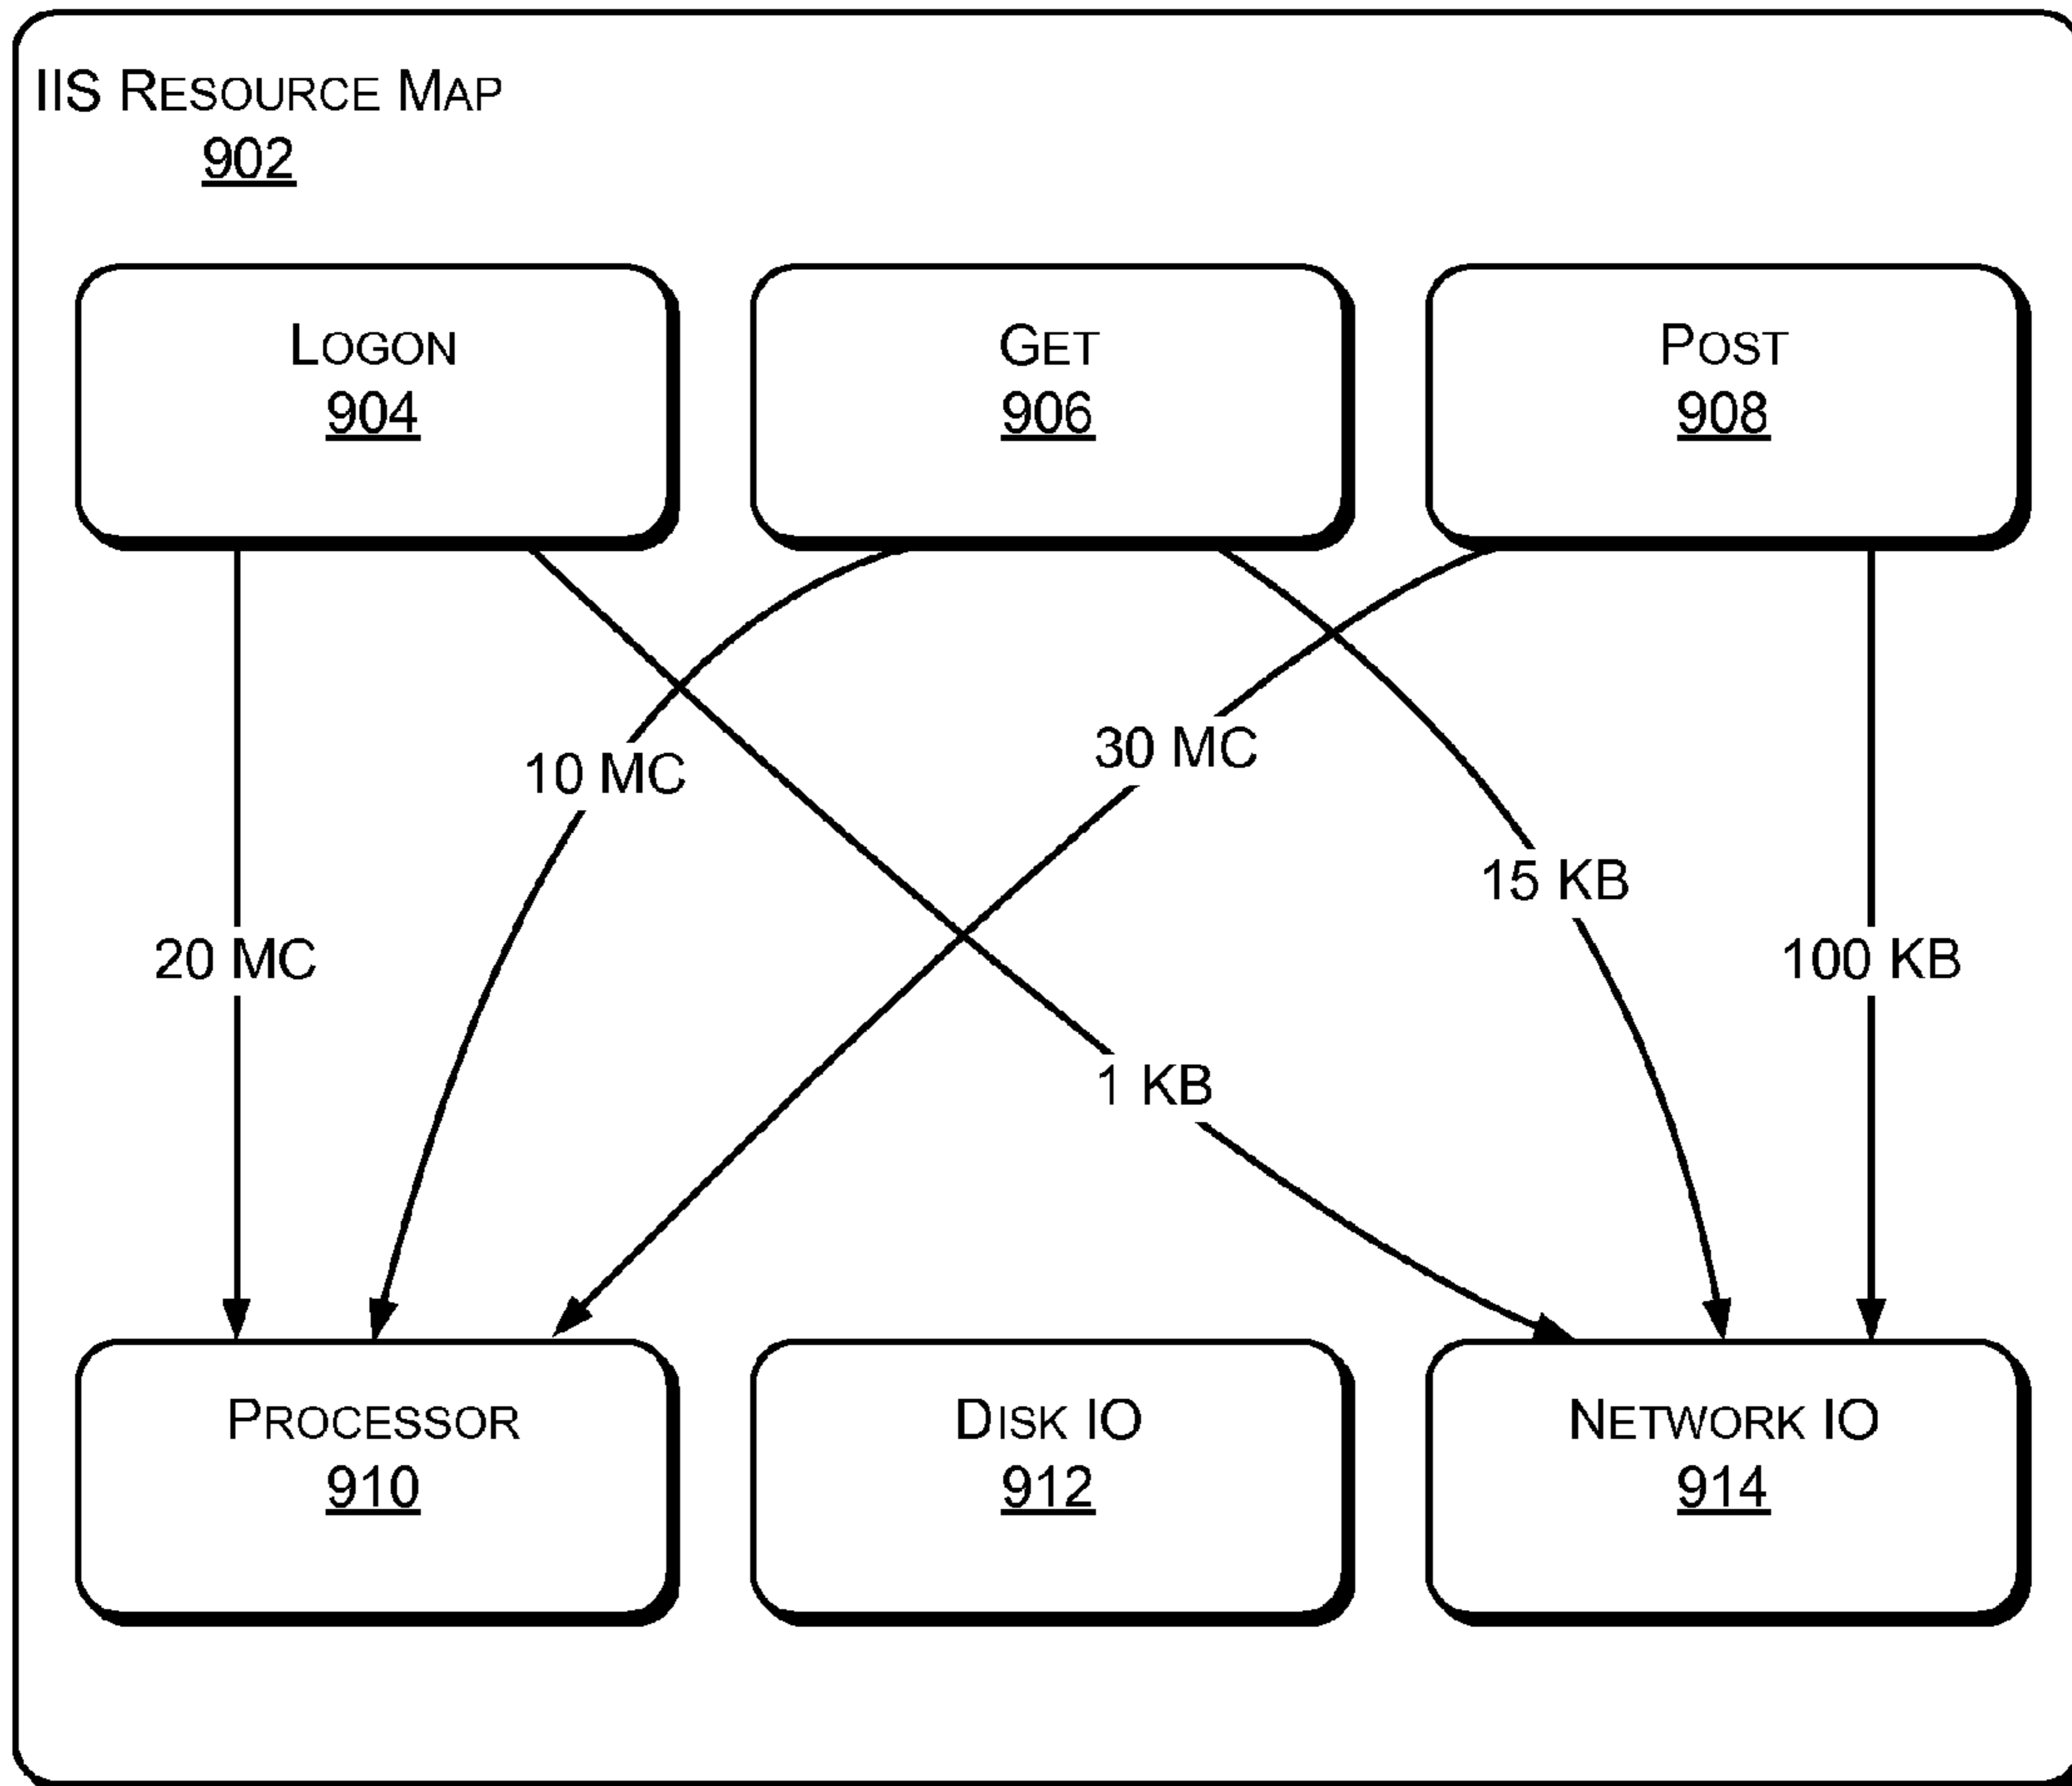 IIS RESOURCE MAP
902
LOGON
904
GET
906
POST
908
10 MC
30 MC
15 KB
20 MC
100 KB
1 KB
PROCESSOR
910
DISK IO
912
NETWORK IO
914